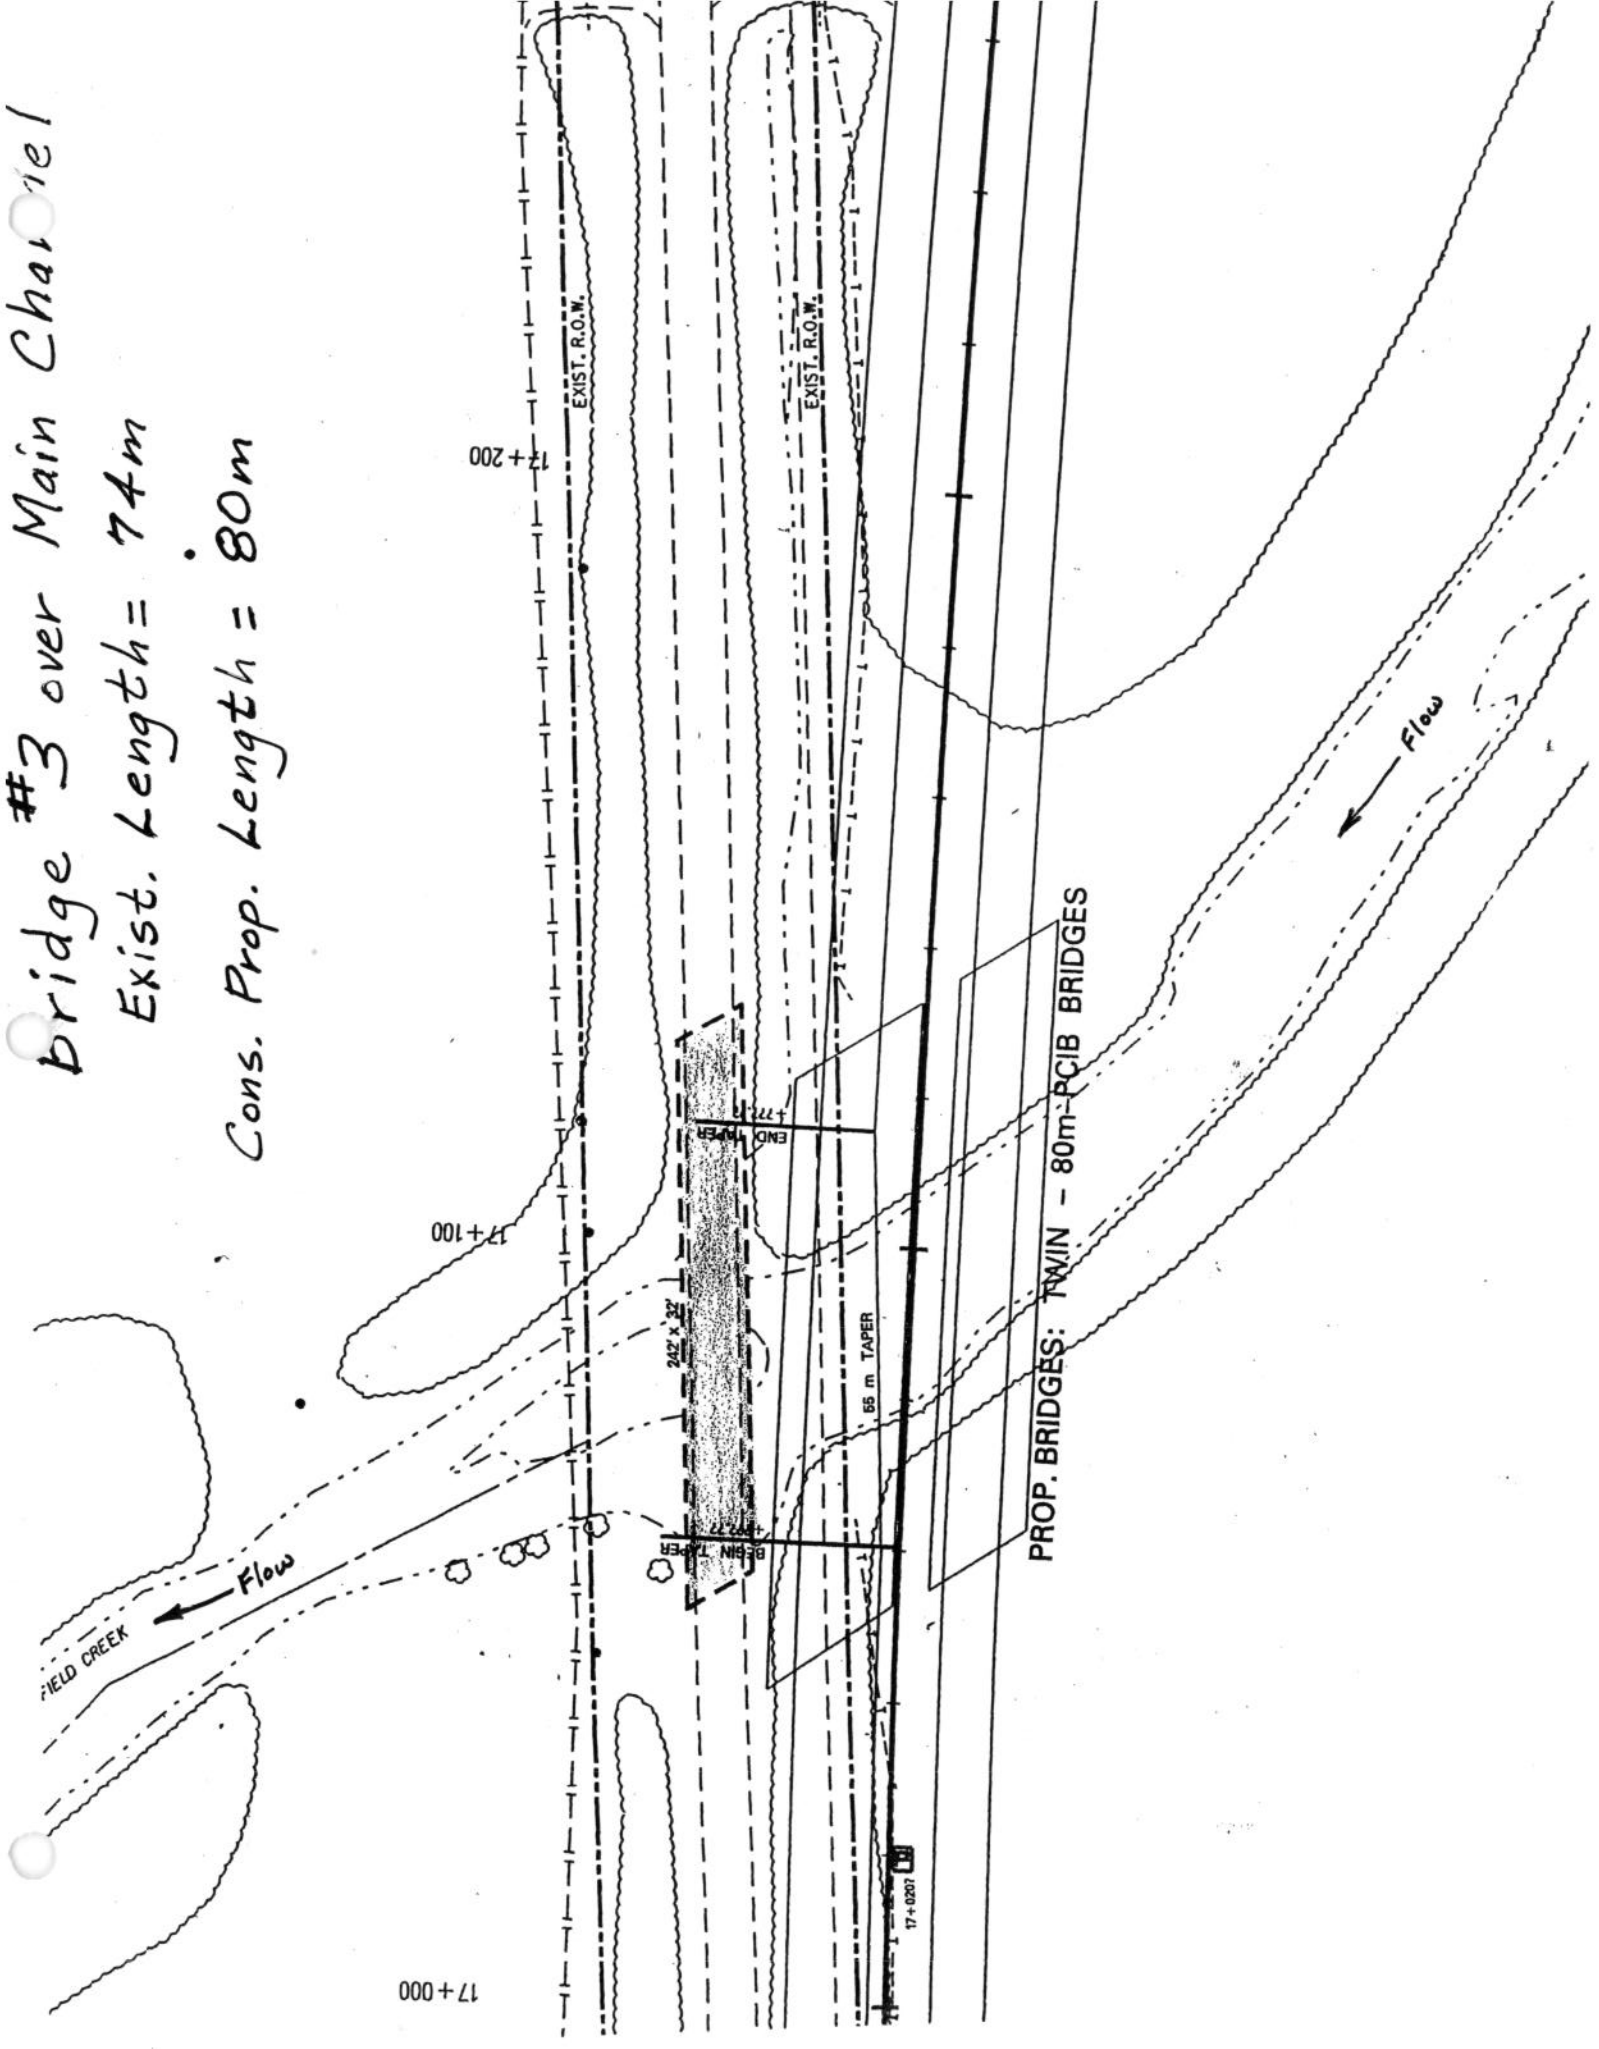 Bridge #3 over Main Channel
Exist. Length = 74m
Cons. Prop. Length = 80m
17+200
EXIST. R.O.W.
EXIST. R.O.W.
Flow
17+100
END TAPER
242' x 32'
55 m TAPER
BEGIN TAPER
PROP. BRIDGES: TWIN - 80m-PCIB BRIDGES
Flow
FIELD CREEK
17+0207
17+000